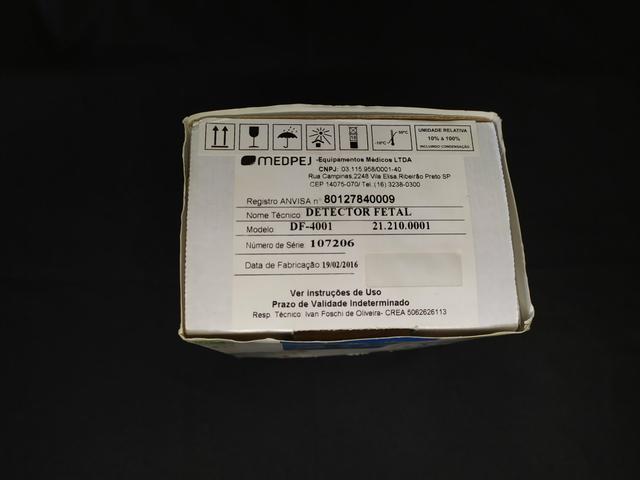 UMIDADE RELATIVA
10% à 100%
INCLUINDO CONDENSAÇÃO
MEDPEJ -Equipamentos Médicos LTDA
CNPJ: 03.115.958/0001-40
Rua Campinas,2248 Vila Elisa.Ribeirão Preto SP
CEP 14075-070/ Tel.:(16) 3238-0300
Registro ANVISA n° 80127840009
Nome Técnico DETECTOR FETAL
Modelo DF-4001 21.210.0001
Número de Série: 107206
Data de Fabricação 19/02/2016
Ver instruções de Uso
Prazo de Validade Indeterminado
Resp. Técnico: Ivan Foschi de Oliveira- CREA 5062626113